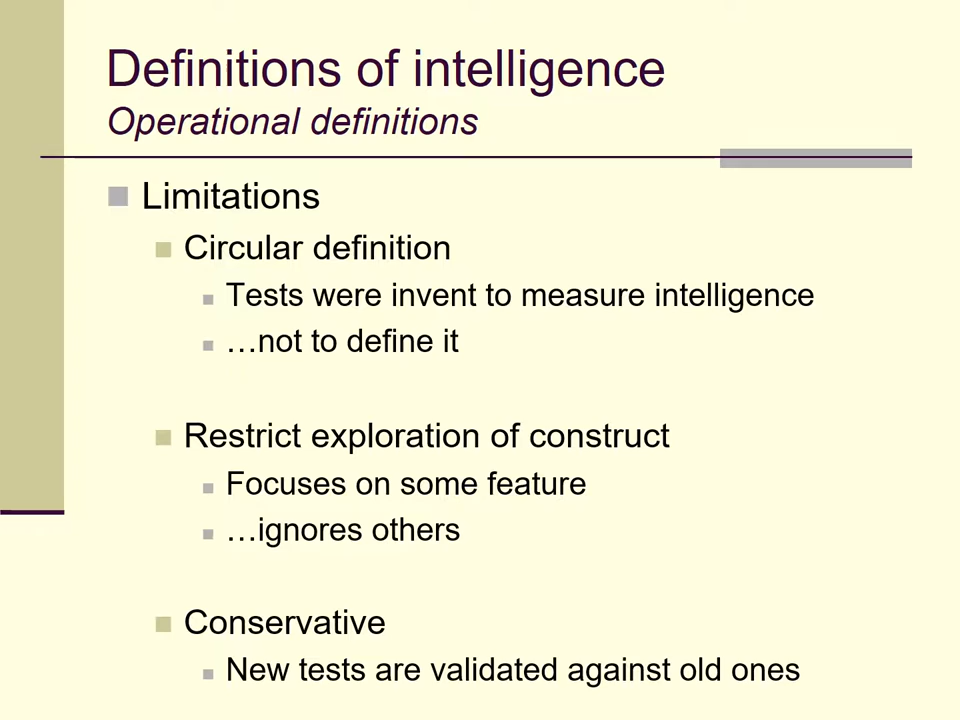 Definitions of intelligence
Operational definitions
Limitations
Circular definition
Tests were invent to measure intelligence
…not to define it
Restrict exploration of construct
Focuses on some feature
…ignores others
Conservative
New tests are validated against old ones